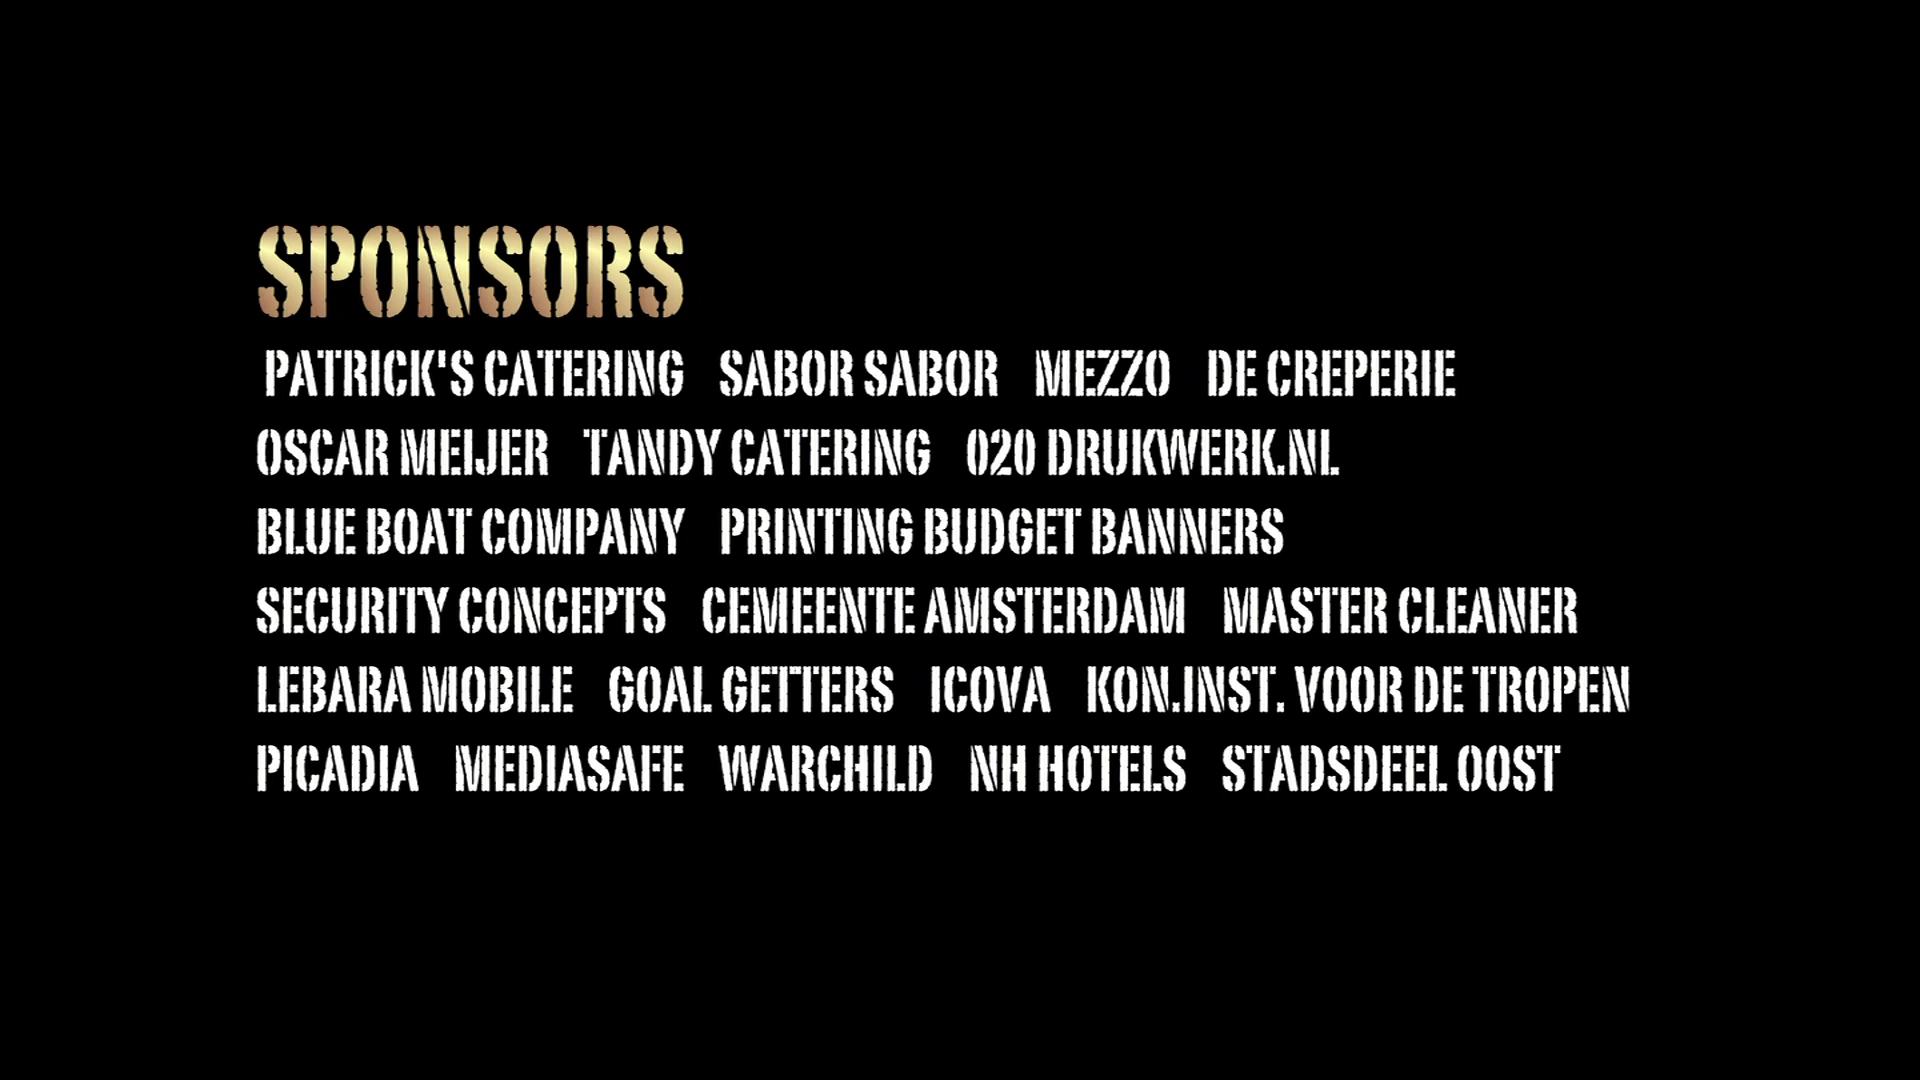 SPONSORS
PATRICK'S CATERING SABOR SABOR MEZZO DE CREPERIE
OSCAR MEIJER TANDY CATERING 020 DRUKWERK.NL
BLUE BOAT COMPANY PRINTING BUDGET BANNERS
SECURITY CONCEPTS CEMEENTE AMSTERDAM MASTER CLEANER
LEBARA MOBILE GOAL GETTERS ICOVA KON.INST. VOOR DE TROPEN
PICADIA MEDIASAFE WARCHILD NH HOTELS STADSDEEL OOST